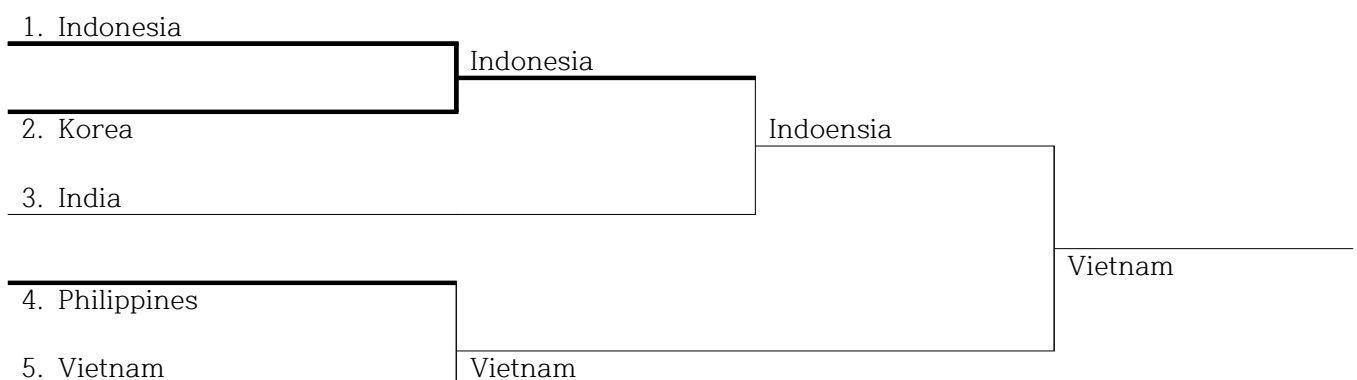 1. Indonesia
Indonesia
2. Korea
Indoensia
3. India
Vietnam
4. Philippines
5. Vietnam
Vietnam